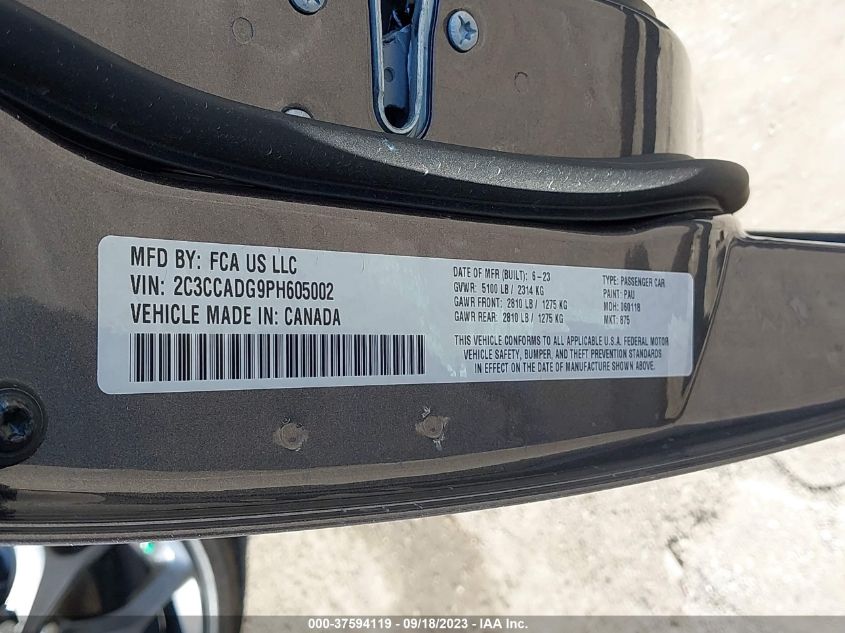 MFD BY: FCA US LLC
VIN: 2C3CCADG9PH605002
VEHICLE MADE IN: CANADA
DATE OF MFR (BUILT): 6-23
GVWR: 5100 LB / 2314 KG
GAWR FRONT: 2810 LB / 1275 KG
GAWR REAR: 2810 LB / 1275 KG
TYPE: PASSENGER CAR
PAINT: PAU
MDH: 060118
MKT: 875
THIS VEHICLE CONFORMS TO ALL APPLICABLE U.S.A. FEDERAL MOTOR
VEHICLE SAFETY, BUMPER, AND THEFT PREVENTION STANDARDS
IN EFFECT ON THE DATE OF MANUFACTURE SHOWN ABOVE.
000-37594119 - 09/18/2023 - IAA Inc.